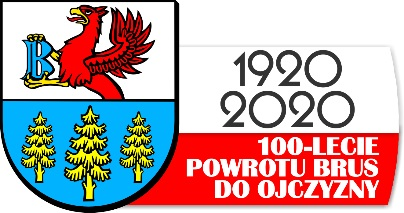 B
1920
2020
100-LECIE
POWROTU BRUS
DO OJCZYZNY